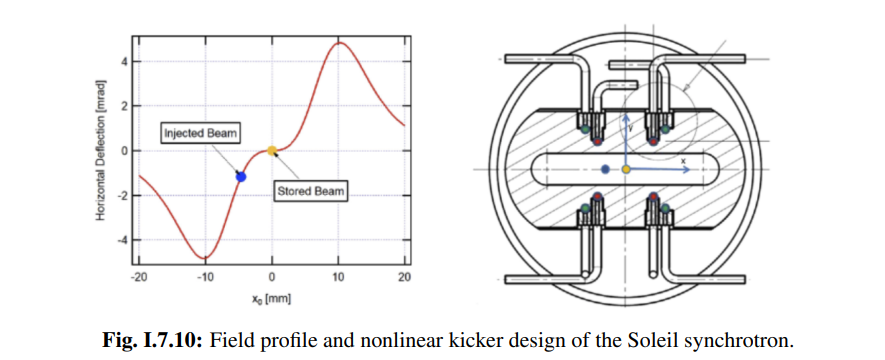 4
2
0
-2
-4
Horizontal Deflection [mrad]
Injected Beam
Stored Beam
-20 -10 0 10 20
x₀ [mm]
y
x
Fig. I.7.10: Field profile and nonlinear kicker design of the Soleil synchrotron.